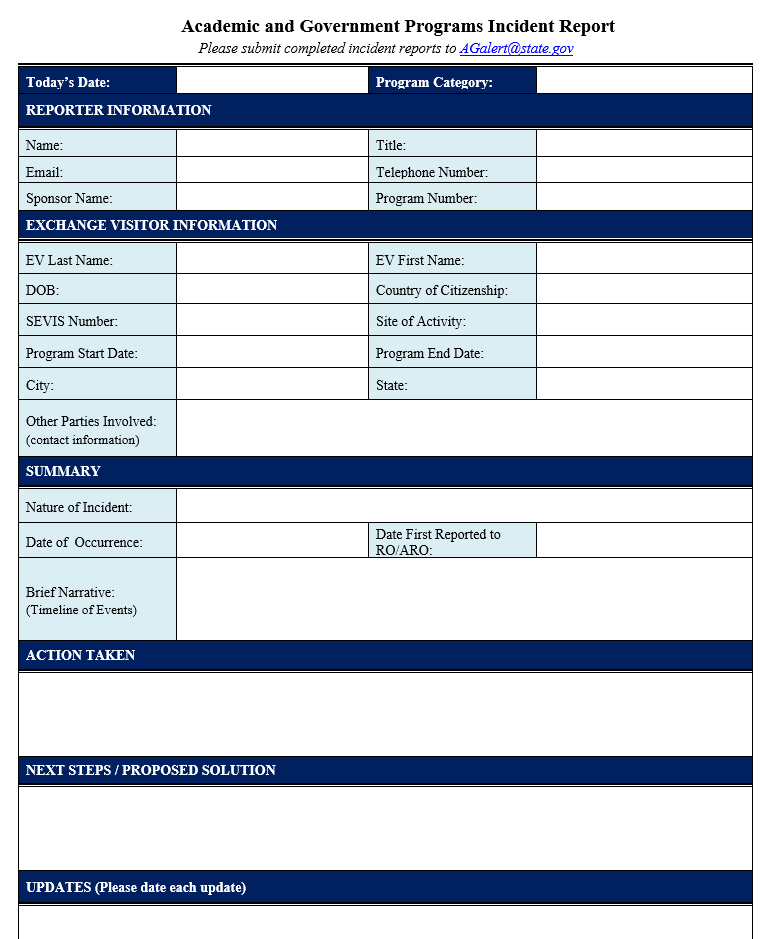 Academic and Government Programs Incident Report
Please submit completed incident reports to AGalert@state.gov
Today's Date: Program Category:
REPORTER INFORMATION
Name: Title:
Email: Telephone Number:
Sponsor Name: Program Number:
EXCHANGE VISITOR INFORMATION
EV Last Name: EV First Name:
DOB: Country of Citizenship:
SEVIS Number: Site of Activity:
Program Start Date: Program End Date:
City: State:
Other Parties Involved:
(contact information)
SUMMARY
Nature of Incident:
Date of Occurrence: Date First Reported to
RO/ARO:
Brief Narrative:
(Timeline of Events)
ACTION TAKEN
NEXT STEPS / PROPOSED SOLUTION
UPDATES (Please date each update)